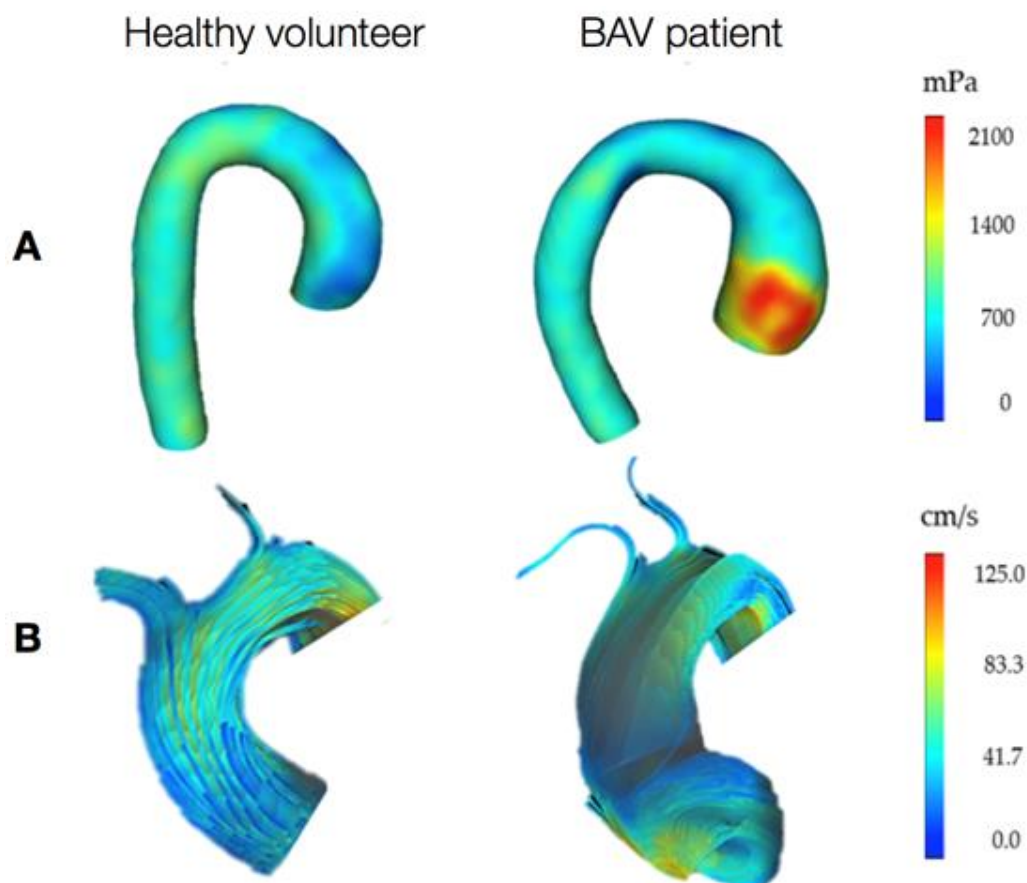 Healthy volunteer
BAV patient
mPa
2100
A
1400
700
0
cm/s
125.0
B
83.3
41.7
0.0